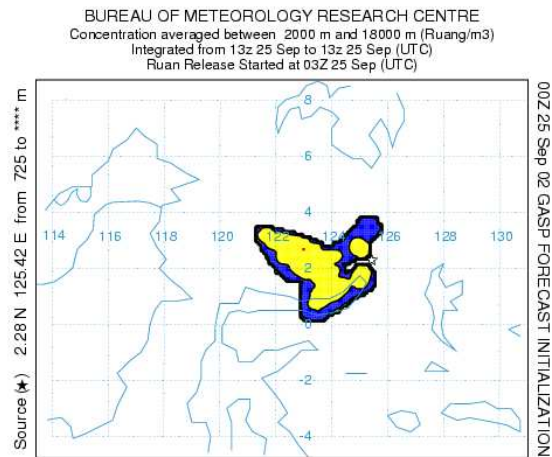 BUREAU OF METEOROLOGY RESEARCH CENTRE
Concentration averaged between 2000 m and 18000 m (Ruang/m3)
Integrated from 13z 25 Sep to 13z 25 Sep (UTC)
Ruan Release Started at 03Z 25 Sep (UTC)
Source (★) 2.28 N 125.42 E from 725 to **** m
00Z 25 Sep 02 GASP FORECAST INITIALIZATION
8
6
4
114 116 118 120 122 124 126 128 130
2
0
-2
-4